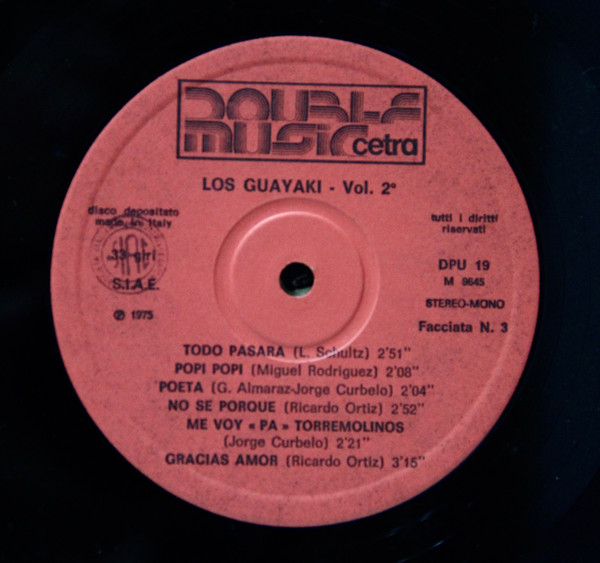 DOUBLE
MUSIC cetra
LOS GUAYAKI - Vol. 2°
disco depositato
made in Italy
33 giri
S.I.A.E.
℗ 1975
tutti i diritti
riservati
DPU 19
M 9645
STEREO-MONO
Facciata N. 3
TODO PASARA (L. Schultz) 2'51"
POPI POPI (Miguel Rodriguez) 2'08"
POETA (G. Almaraz-Jorge Curbelo) 2'04"
NO SE PORQUE (Ricardo Ortiz) 2'52"
ME VOY « PA » TORREMOLINOS
(Jorge Curbelo) 2'21"
GRACIAS AMOR (Ricardo Ortiz) 3'15"